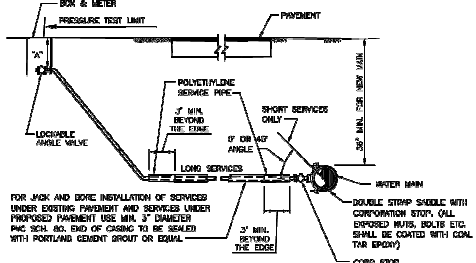 BOX & METER
PRESSURE TEST UNIT
PAVEMENT
"A"
POLYETHYLENE
SERVICE PIPE
3' MIN.
BEYOND
THE EDGE
SHORT SERVICES
ONLY
36" MIN. FOR NEW MAIN
LOCKABLE
ANGLE VALVE
0' OR 45'
ANGLE
LONG SERVICES
WATER MAIN
FOR JACK AND BORE INSTALLATION OF SERVICES
UNDER EXISTING PAVEMENT AND SERVICES UNDER
PROPOSED PAVEMENT USE MIN. 3" DIAMETER
PVC SCH. 80. END OF CASING TO BE SEALED
WITH PORTLAND CEMENT GROUT OR EQUAL
3' MIN.
BEYOND
THE EDGE
DOUBLE STRAP SADDLE WITH
CORPORATION STOP. (ALL
EXPOSED NUTS, BOLTS ETC.
SHALL BE COATED WITH COAL
TAR EPOXY)
CORP STOP